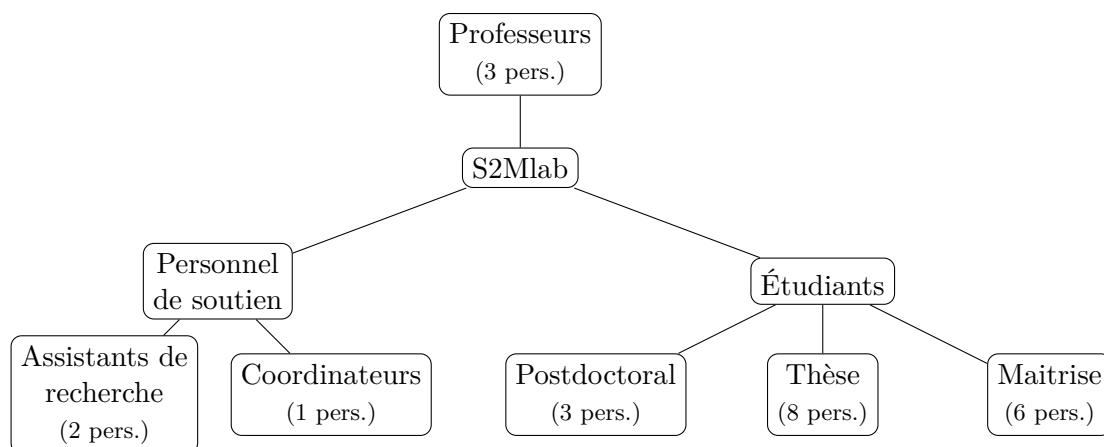 Professeurs
(3 pers.)
S2Mlab
Personnel
de soutien
Étudiants
Assistants de
recherche
(2 pers.)
Coordinateurs
(1 pers.)
Postdoctoral
(3 pers.)
Thèse
(8 pers.)
Maitrise
(6 pers.)